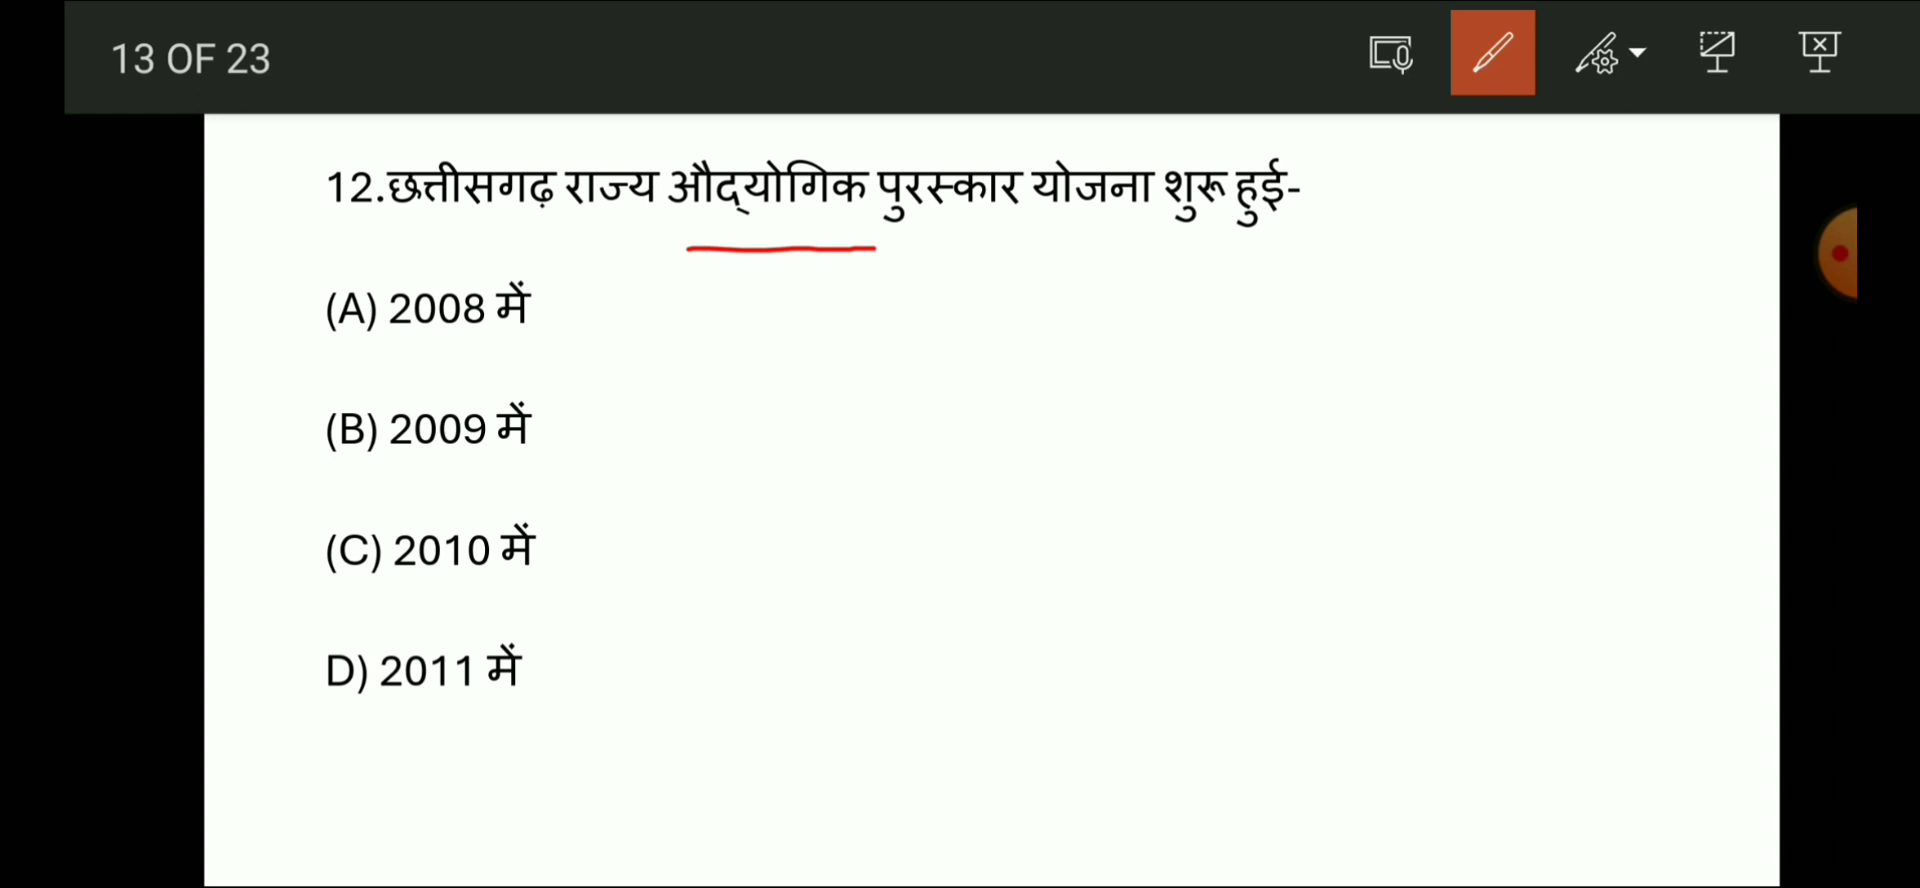 13 OF 23
12.छत्तीसगढ़ राज्य औद्योगिक पुरस्कार योजना शुरू हुई-
(A) 2008 में
(B) 2009 में
(C) 2010 में
D) 2011 में